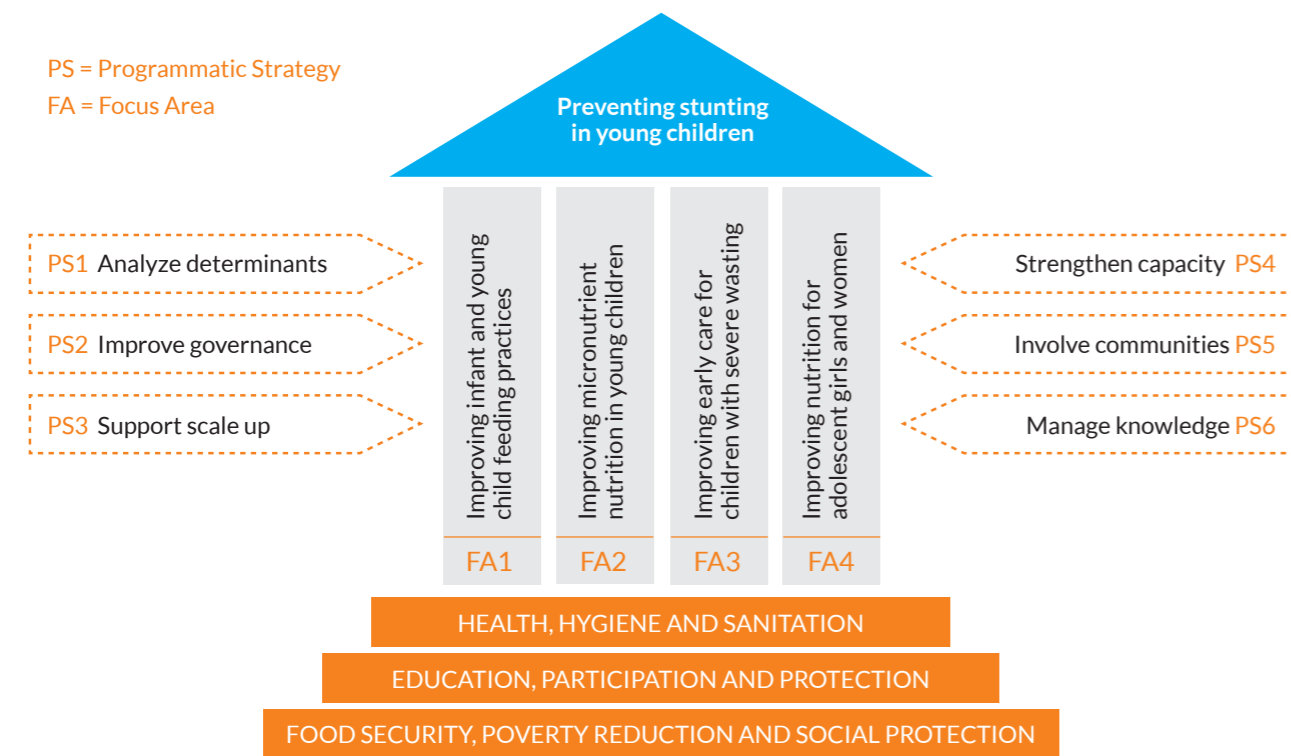 PS = Programmatic Strategy
FA = Focus Area
Preventing stunting
in young children
PS1 Analyze determinants
PS2 Improve governance
PS3 Support scale up
Improving infant and young
child feeding practices
FA1
Improving micronutrient
nutrition in young children
FA2
Improving early care for
children with severe wasting
FA3
Improving nutrition for
adolescent girls and women
FA4
Strengthen capacity PS4
Involve communities PS5
Manage knowledge PS6
HEALTH, HYGIENE AND SANITATION
EDUCATION, PARTICIPATION AND PROTECTION
FOOD SECURITY, POVERTY REDUCTION AND SOCIAL PROTECTION